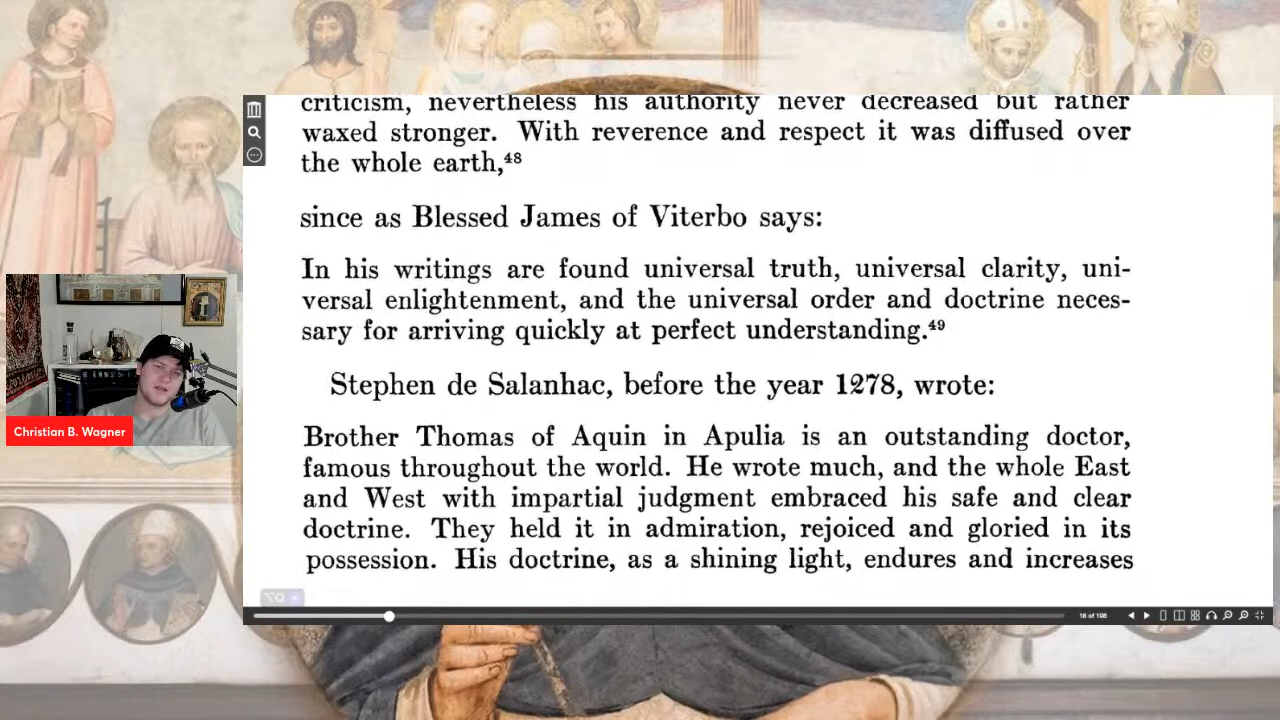 criticism, nevertheless his authority never decreased but rather
waxed stronger. With reverence and respect it was diffused over
the whole earth,⁴⁸
since as Blessed James of Viterbo says:
In his writings are found universal truth, universal clarity, uni-
versal enlightenment, and the universal order and doctrine neces-
sary for arriving quickly at perfect understanding.⁴⁹
Stephen de Salanhac, before the year 1278, wrote:
Brother Thomas of Aquin in Apulia is an outstanding doctor,
famous throughout the world. He wrote much, and the whole East
and West with impartial judgment embraced his safe and clear
doctrine. They held it in admiration, rejoiced and gloried in its
possession. His doctrine, as a shining light, endures and increases
Christian B. Wagner
⌥Q
18 of 108